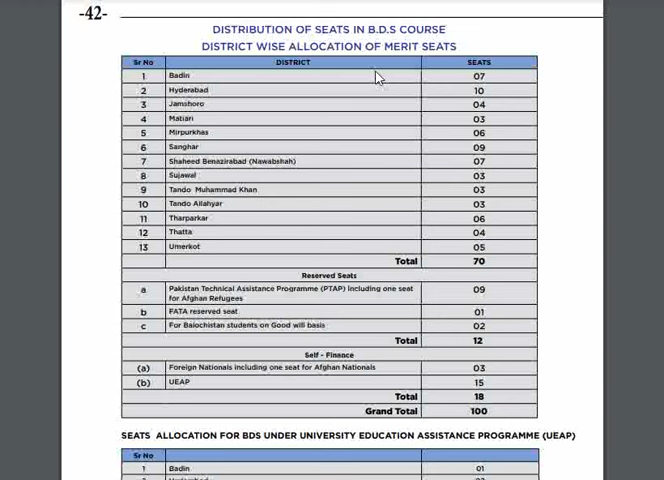 -42-
DISTRIBUTION OF SEATS IN B.D.S COURSE
DISTRICT WISE ALLOCATION OF MERIT SEATS
Sr No DISTRICT SEATS
1 Badin 07
2 Hyderabad 10
3 Jamshoro 04
4 Matiari 03
5 Mirpurkhas 06
6 Sanghar 09
7 Shaheed Benazirabad (Nawabshah) 07
8 Sujawal 03
9 Tando Muhammad Khan 03
10 Tando Allahyar 03
11 Tharparkar 06
12 Thatta 04
13 Umerkot 05
Total 70
Reserved Seats
a Pakistan Technical Assistance Programme (PTAP) including one seat 09
for Afghan Refugees
b FATA reserved seat 01
c For Balochistan students on Good will basis 02
Total 12
Self - Finance
(a) Foreign Nationals including one seat for Afghan Nationals 03
(b) UEAP 15
Total 18
Grand Total 100
SEATS ALLOCATION FOR BDS UNDER UNIVERSITY EDUCATION ASSISTANCE PROGRAMME (UEAP)
Sr No
1 Badin 01